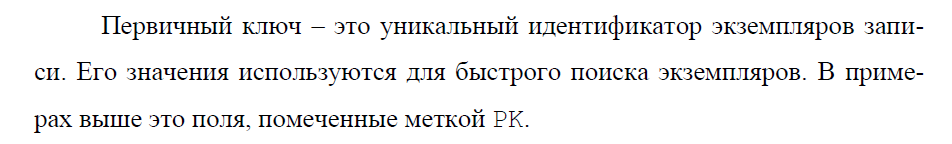 Первичный ключ – это уникальный идентификатор экземпляров запи-
си. Его значения используются для быстрого поиска экземпляров. В приме-
рах выше это поля, помеченные меткой PK.